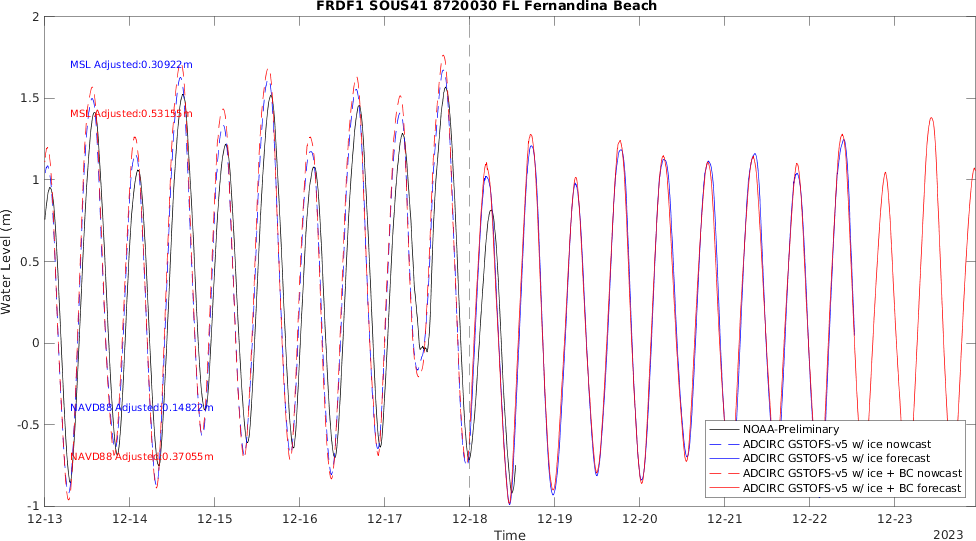 FRDF1 SOUS41 8720030 FL Fernandina Beach
2
1.5
1
0.5
0
-0.5
-1
Water Level (m)
MSL Adjusted:0.30922m
MSL Adjusted:0.53155m
NAVD88 Adjusted:0.14822m
NAVD88 Adjusted:0.37055m
NOAA-Preliminary
ADCIRC GSTOFS-v5 w/ ice nowcast
ADCIRC GSTOFS-v5 w/ ice forecast
ADCIRC GSTOFS-v5 w/ ice + BC nowcast
ADCIRC GSTOFS-v5 w/ ice + BC forecast
12-13 12-14 12-15 12-16 12-17 12-18 12-19 12-20 12-21 12-22 12-23
Time
2023